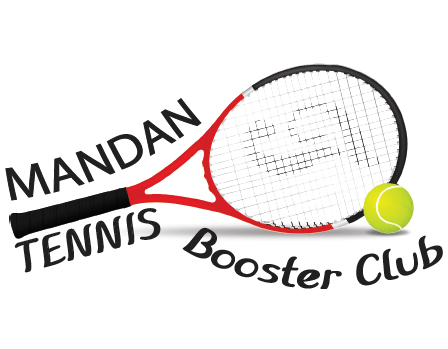 MANDAN
TENNIS
Booster Club